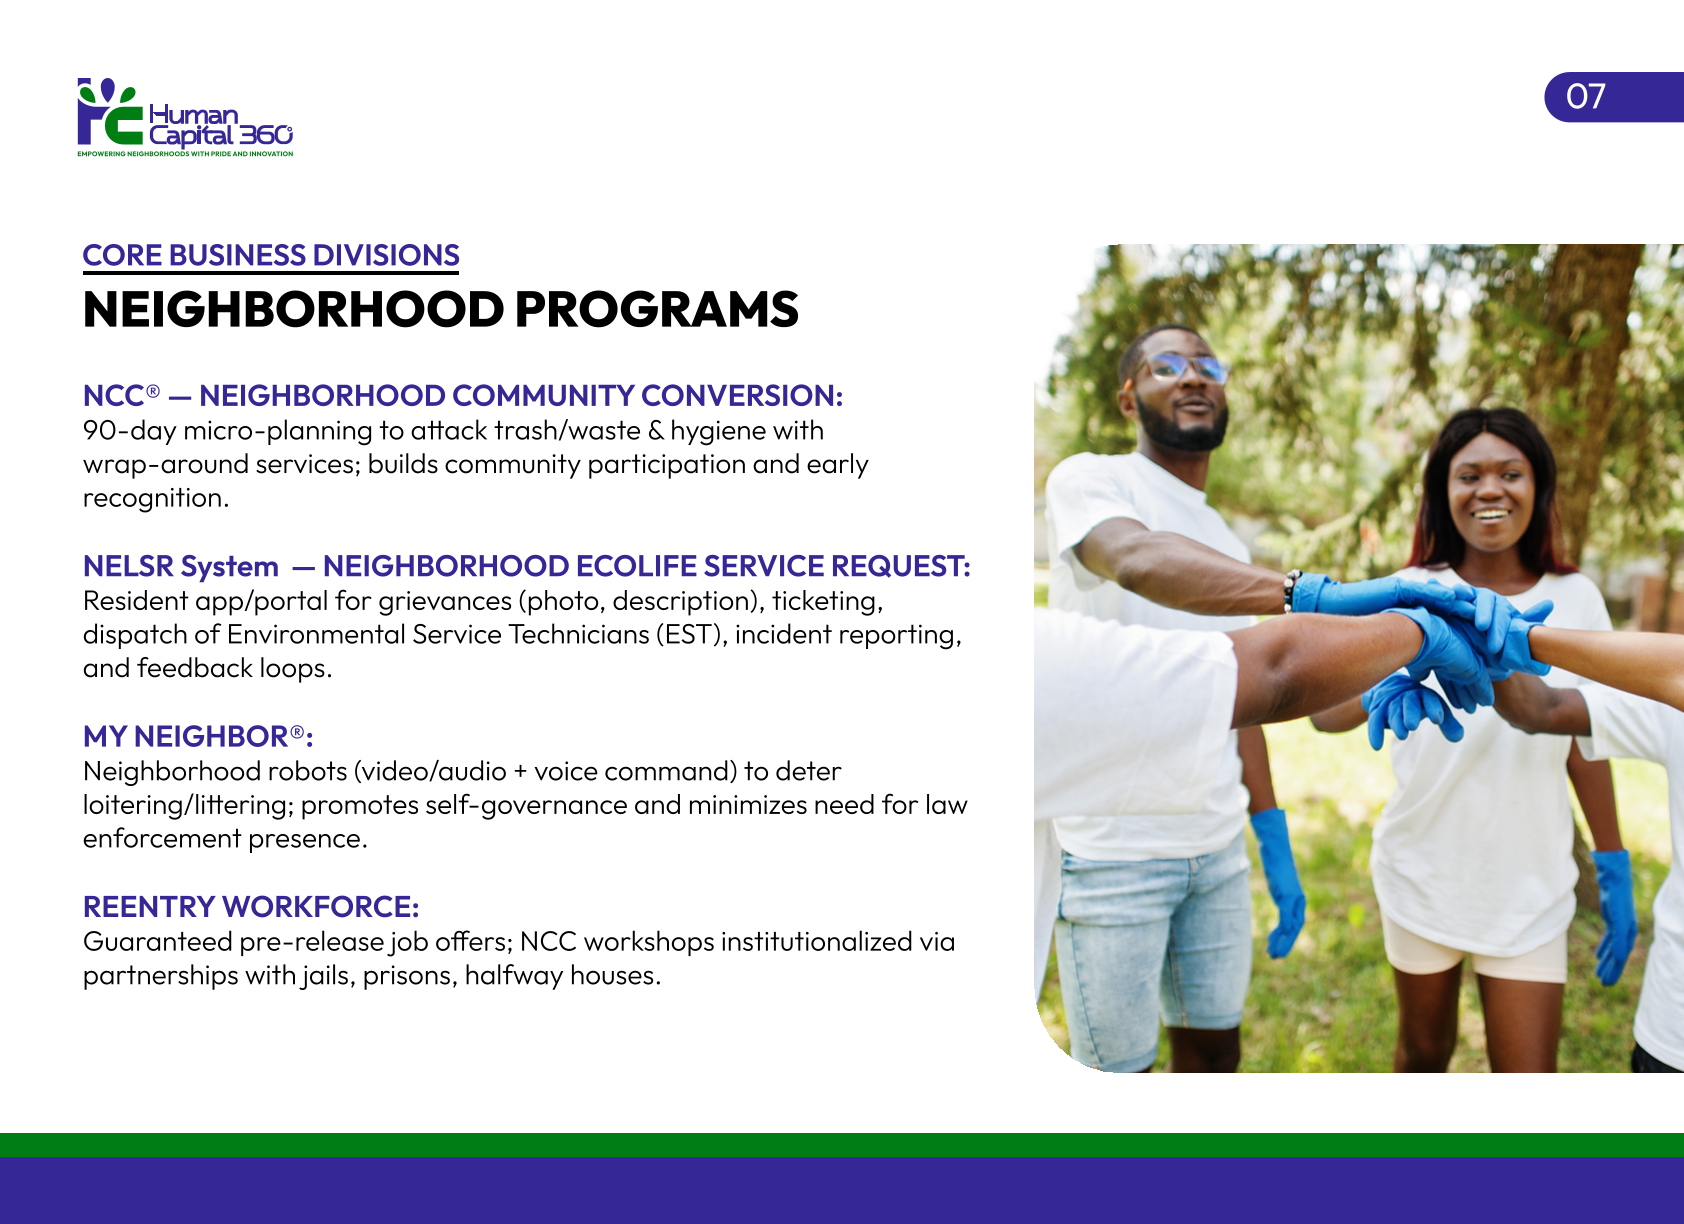 Human
Capital 360°
EMPOWERING NEIGHBORHOODS WITH PRIDE AND INNOVATION
07
CORE BUSINESS DIVISIONS
NEIGHBORHOOD PROGRAMS
NCC® — NEIGHBORHOOD COMMUNITY CONVERSION:
90-day micro-planning to attack trash/waste & hygiene with
wrap-around services; builds community participation and early
recognition.
NELSR System — NEIGHBORHOOD ECOLIFE SERVICE REQUEST:
Resident app/portal for grievances (photo, description), ticketing,
dispatch of Environmental Service Technicians (EST), incident reporting,
and feedback loops.
MY NEIGHBOR®:
Neighborhood robots (video/audio + voice command) to deter
loitering/littering; promotes self-governance and minimizes need for law
enforcement presence.
REENTRY WORKFORCE:
Guaranteed pre-release job offers; NCC workshops institutionalized via
partnerships with jails, prisons, halfway houses.